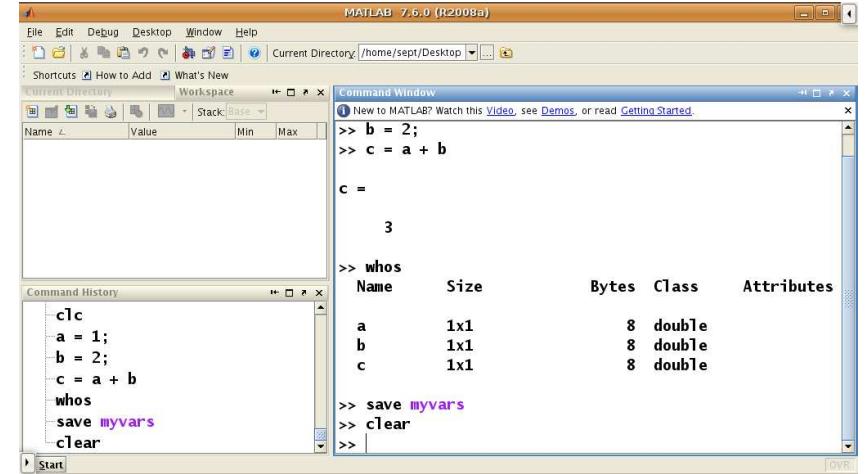 MATLAB 7.6.0 (R2008a)
File Edit Debug Desktop Window Help
Current Directory: /home/sept/Desktop ...
Shortcuts How to Add What's New
Current Directory Workspace
Stack: Base
Name Value Min Max
Command History
clc
a = 1;
b = 2;
c = a + b
whos
save myvars
clear
Command Window
New to MATLAB? Watch this Video, see Demos, or read Getting Started.
>> b = 2;
>> c = a + b
c =
3
>> whos
Name Size Bytes Class Attributes
a 1x1 8 double
b 1x1 8 double
c 1x1 8 double
>> save myvars
>> clear
>>
Start
OVR